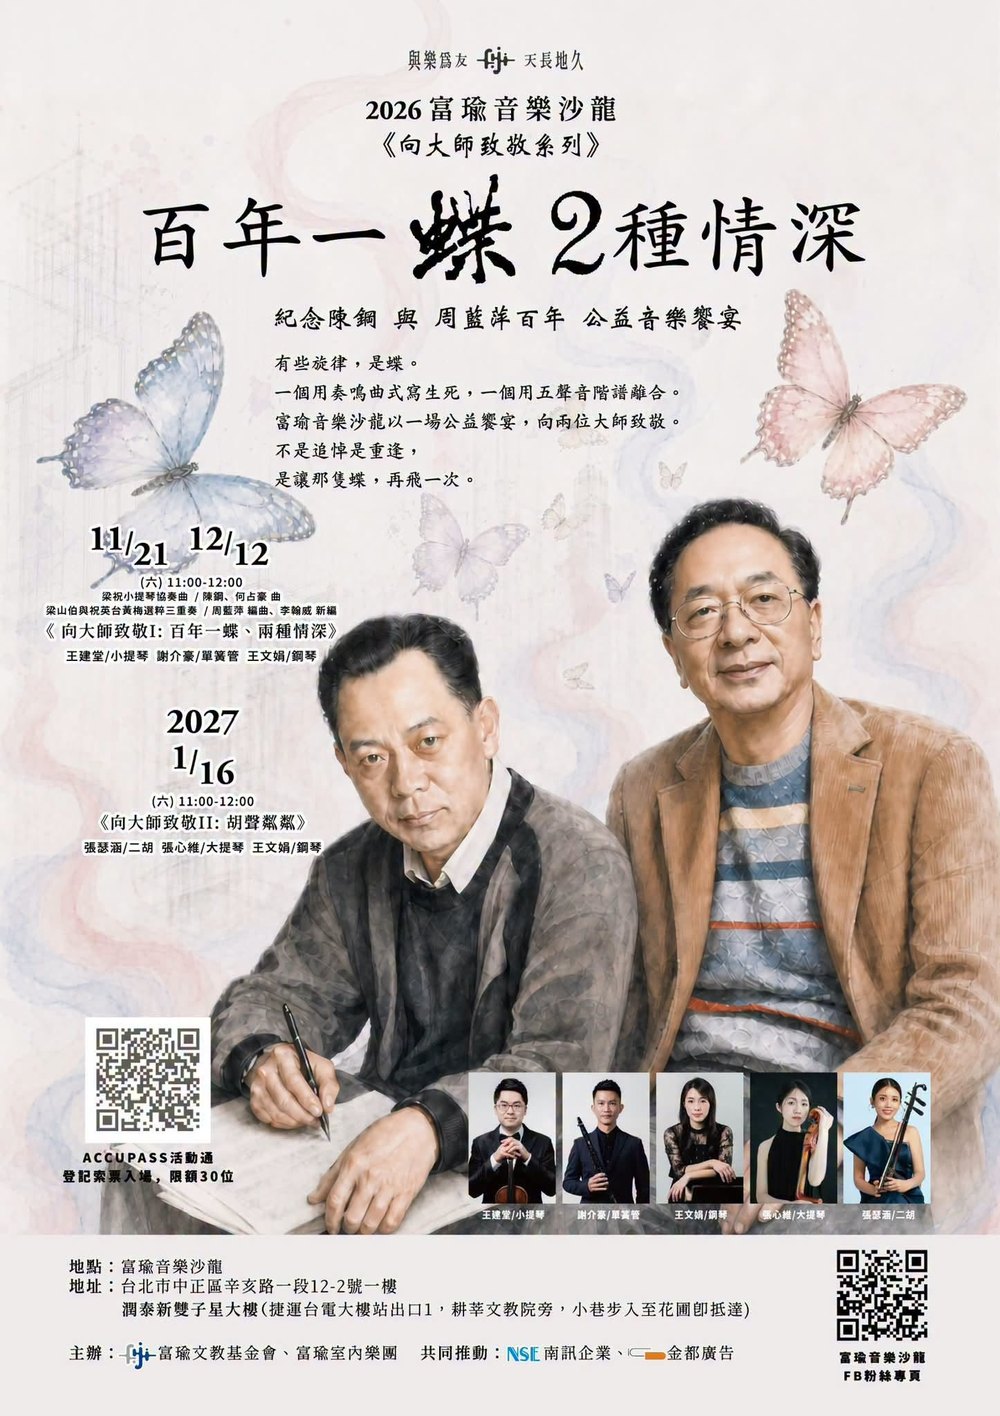 與樂為友 fiji 天長地久
2026 富瑜音樂沙龍
《向大師致敬系列》
百年一蝶 2種情深
紀念陳鋼 與 周藍萍百年 公益音樂饗宴
有些旋律，是蝶。
一個用奏鳴曲式寫生死，一個用五聲音階譜離合。
富瑜音樂沙龍以一場公益饗宴，向兩位大師致敬。
不是追悼是重逢，
是讓那隻蝶，再飛一次。
11/21 12/12
(六) 11:00-12:00
梁祝小提琴協奏曲 / 陳鋼、何占豪 曲
梁山伯與祝英台黃梅選粹三重奏 / 周藍萍 編曲、李翰威 新編
《 向大師致敬I: 百年一蝶、兩種情深》
王建堂/小提琴 謝介豪/單簧管 王文娟/鋼琴
2027
1/16
(六) 11:00-12:00
《向大師致敬II: 胡聲粼粼》
張瑟涵/二胡 張心維/大提琴 王文娟/鋼琴
ACCUPASS活動通
登記索票入場，限額30位
王建堂/小提琴 謝介豪/單簧管 王文娟/鋼琴 張心維/大提琴 張瑟涵/二胡
地點：富瑜音樂沙龍
地址：台北市中正區辛亥路一段12-2號一樓
潤泰新雙子星大樓(捷運台電大樓站出口1，耕莘文教院旁，小巷步入至花圃即抵達)
主辦：fiji 富瑜文教基金會、富瑜室內樂團 共同推動：NSE 南訊企業、金都廣告
富瑜音樂沙龍
FB粉絲專頁